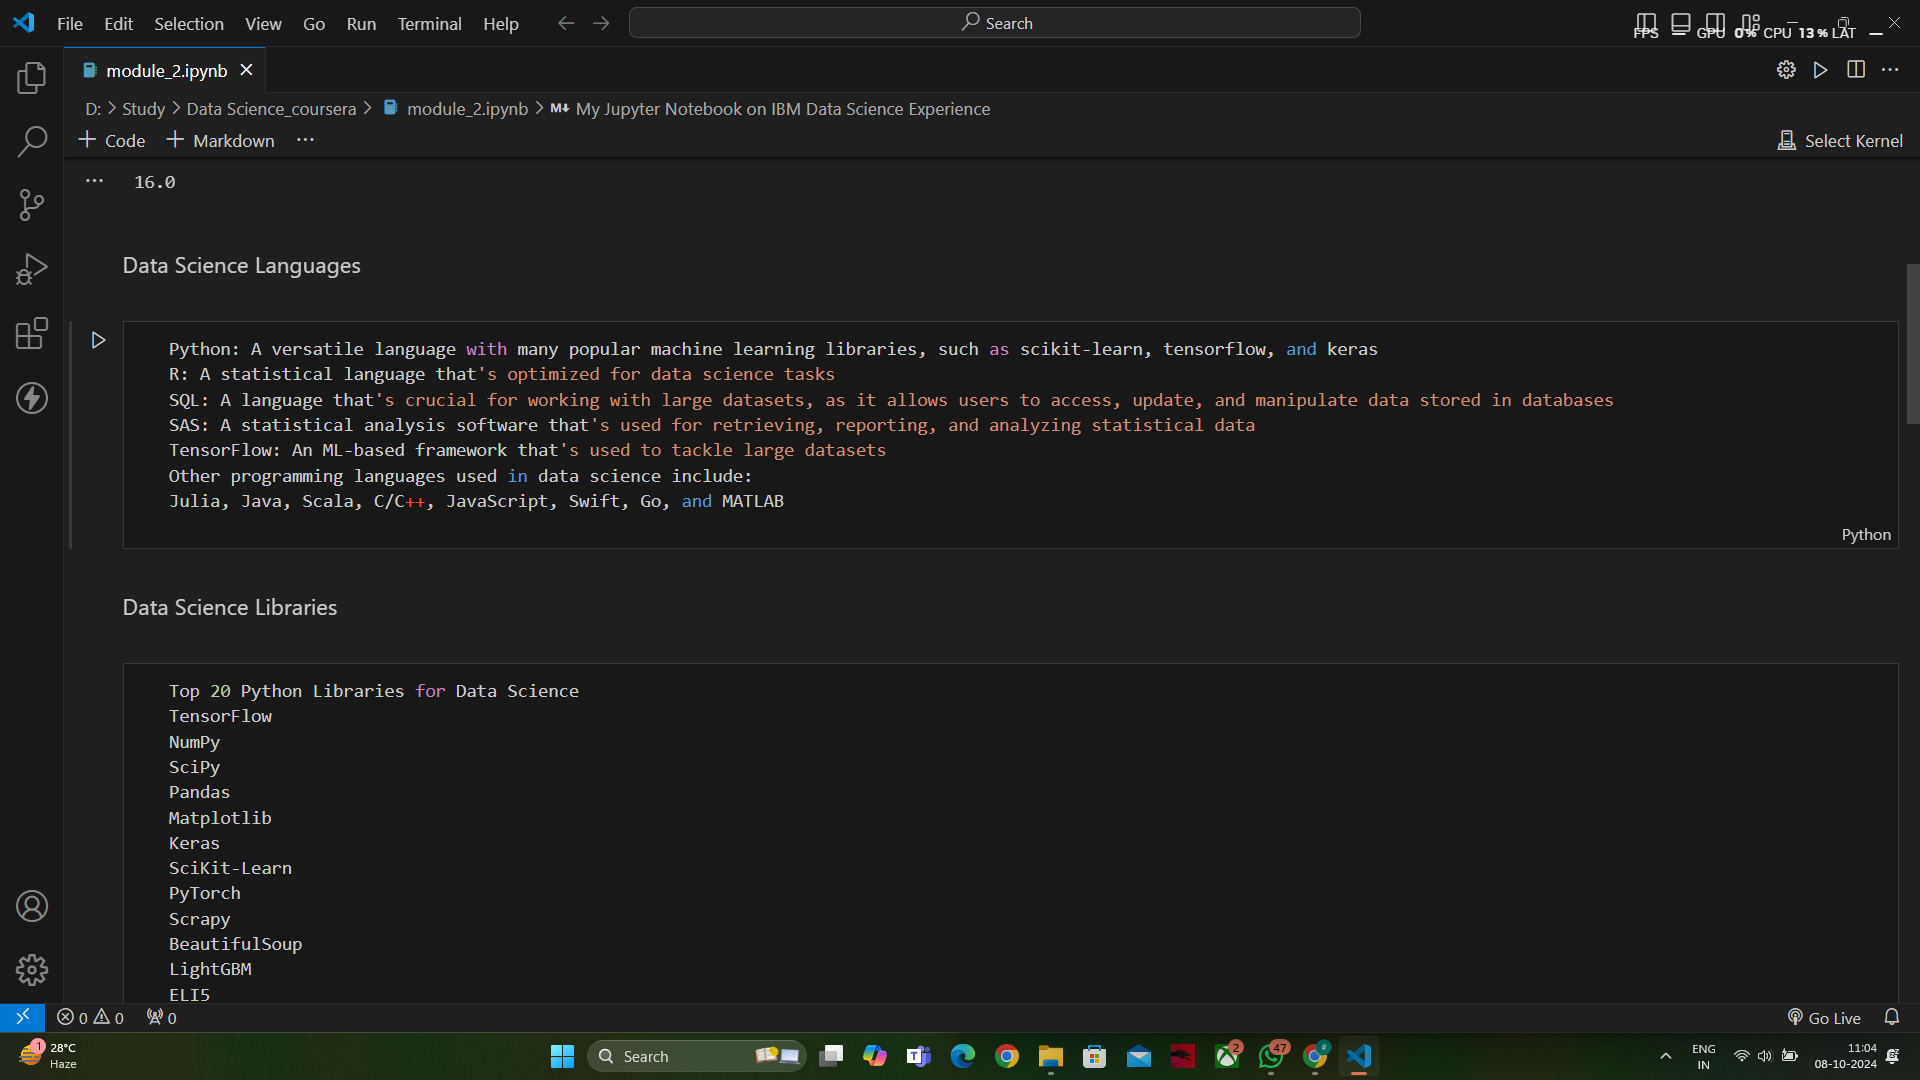 File Edit Selection View Go Run Terminal Help
Search
FPS GPU 0% CPU 13% LAT
module_2.ipynb
D: > Study > Data Science_coursera > module_2.ipynb > M↓ My Jupyter Notebook on IBM Data Science Experience
+ Code + Markdown ...
Select Kernel
... 16.0
Data Science Languages
Python: A versatile language with many popular machine learning libraries, such as scikit-learn, tensorflow, and keras
R: A statistical language that's optimized for data science tasks
SQL: A language that's crucial for working with large datasets, as it allows users to access, update, and manipulate data stored in databases
SAS: A statistical analysis software that's used for retrieving, reporting, and analyzing statistical data
TensorFlow: An ML-based framework that's used to tackle large datasets
Other programming languages used in data science include:
Julia, Java, Scala, C/C++, JavaScript, Swift, Go, and MATLAB
Python
Data Science Libraries
Top 20 Python Libraries for Data Science
TensorFlow
NumPy
SciPy
Pandas
Matplotlib
Keras
SciKit-Learn
PyTorch
Scrapy
BeautifulSoup
LightGBM
ELI5
0 0 0
Go Live
1
28°C
Haze
Search
2
47
ENG
IN
11:04
08-10-2024